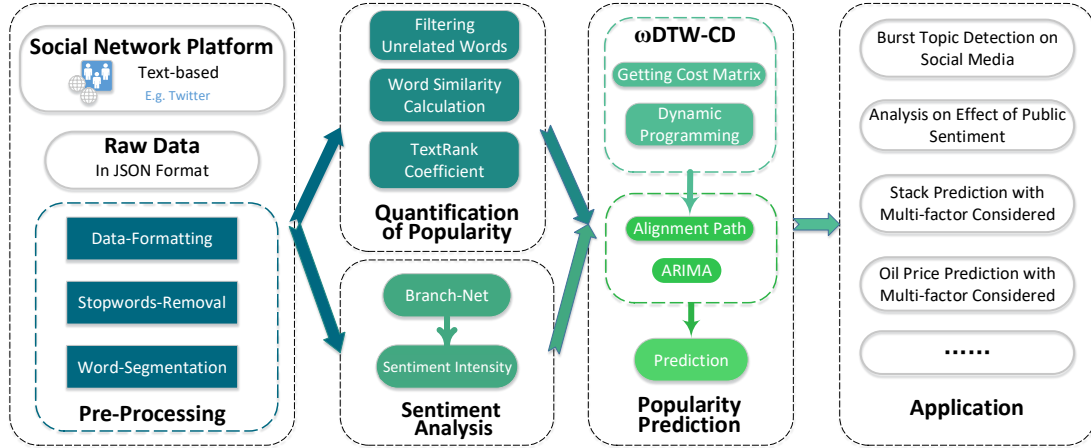 Social Network Platform
Text-based
E.g. Twitter
Raw Data
In JSON Format
Data-Formatting
Stopwords-Removal
Word-Segmentation
Pre-Processing
Filtering
Unrelated Words
Word Similarity
Calculation
TextRank
Coefficient
Quantification
of Popularity
Branch-Net
Sentiment Intensity
Sentiment
Analysis
ωDTW-CD
Getting Cost Matrix
Dynamic
Programming
Alignment Path
ARIMA
Prediction
Popularity
Prediction
Burst Topic Detection on
Social Media
Analysis on Effect of Public
Sentiment
Stack Prediction with
Multi-factor Considered
Oil Price Prediction with
Multi-factor Considered
......
Application